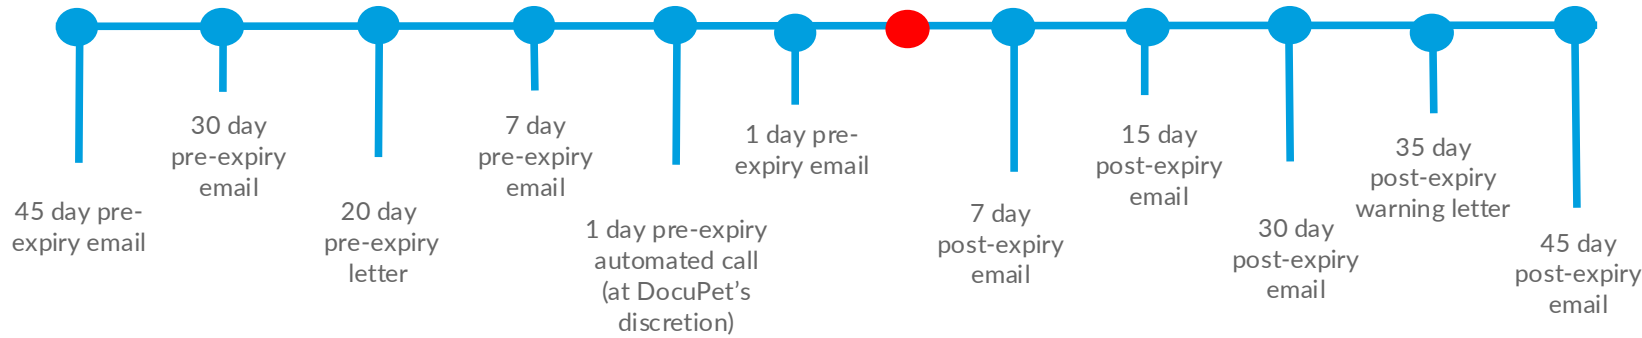 45 day pre-
expiry email
30 day
pre-expiry
email
20 day
pre-expiry
letter
7 day
pre-expiry
email
1 day pre-expiry
automated call
(at DocuPet’s
discretion)
1 day pre-
expiry email
7 day
post-expiry
email
15 day
post-expiry
email
30 day
post-expiry
email
35 day
post-expiry
warning letter
45 day
post-expiry
email